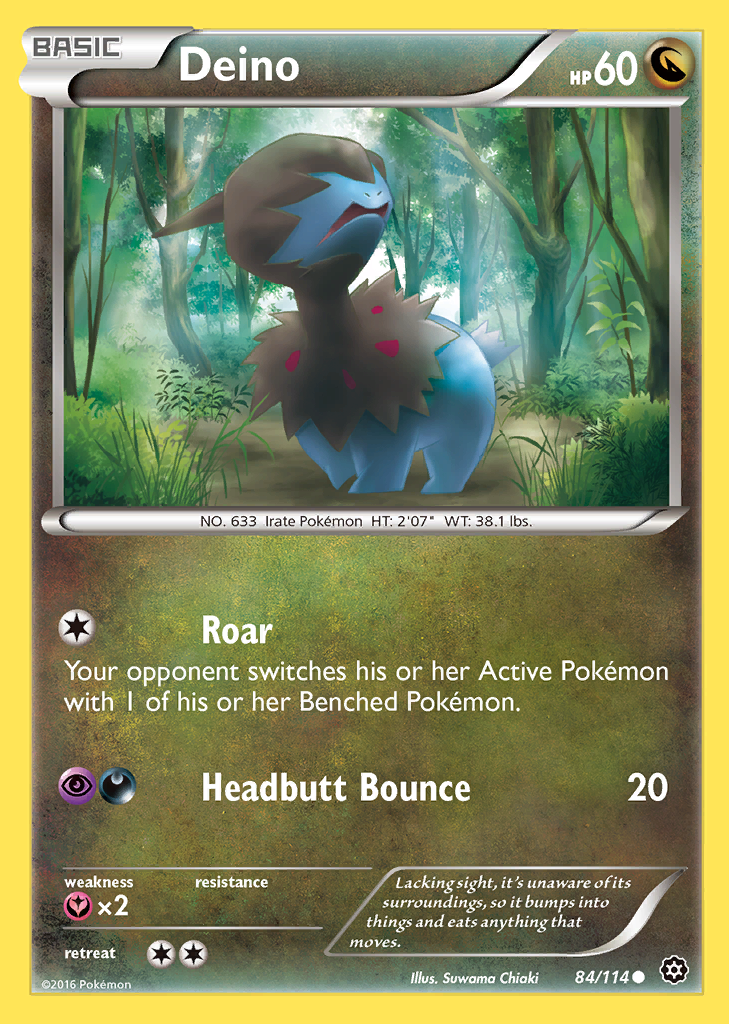 BASIC
Deino
HP60
NO. 633 Irate Pokémon HT: 2'07" WT: 38.1 lbs.
Roar
Your opponent switches his or her Active Pokémon
with 1 of his or her Benched Pokémon.
Headbutt Bounce 20
weakness resistance
×2
retreat
Lacking sight, it's unaware of its
surroundings, so it bumps into
things and eats anything that
moves.
©2016 Pokémon
Illus. Suwama Chiaki 84/114